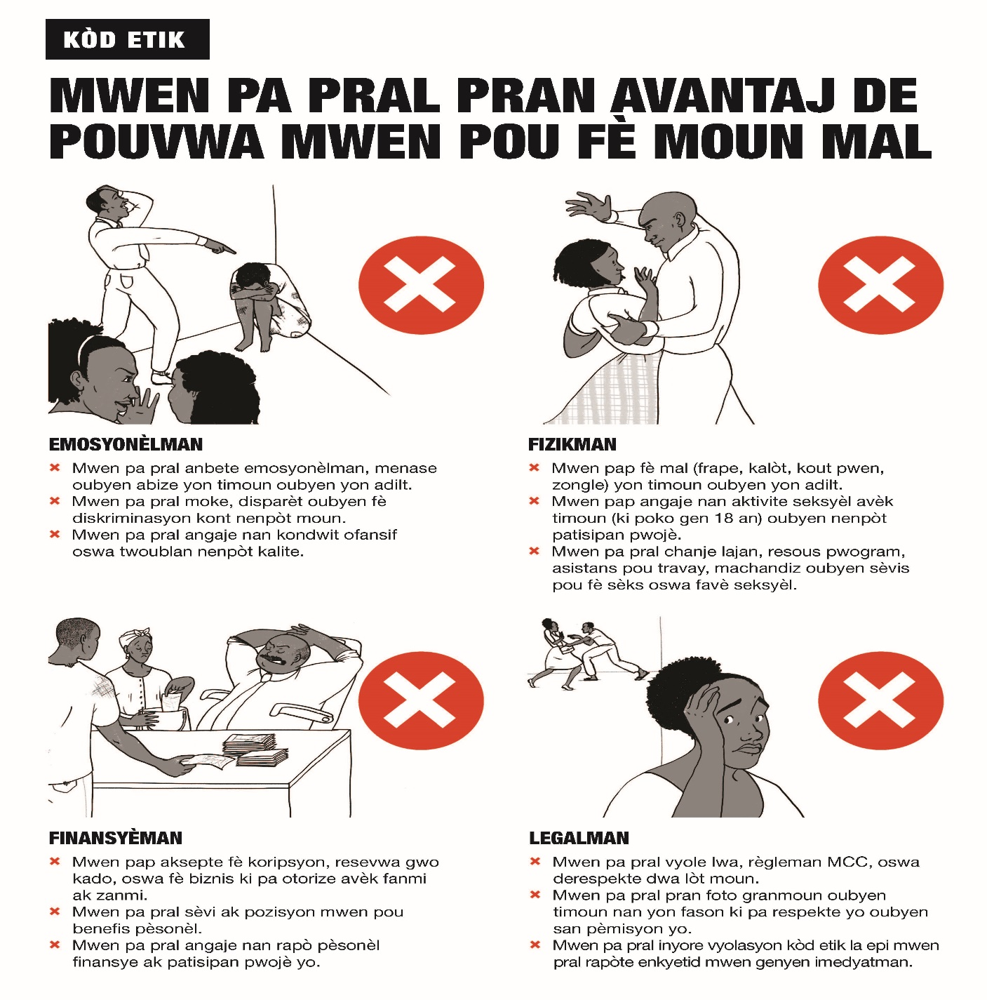 KÒD ETIK
MWEN PA PRAL PRAN AVANTAJ DE
POUVWA MWEN POU FÈ MOUN MAL
EMOSYONÈLMAN
Mwen pa pral anbete emosyonèlman, menase
oubyen abize yon timoun oubyen yon adilt.
Mwen pa pral moke, disparèt oubyen fè
diskriminasyon kont nenpòt moun.
Mwen pa pral angaje nan kondwit ofansif
oswa twoublan nenpòt kalite.
FIZIKMAN
Mwen pap fè mal (frape, kalòt, kout pwen,
zongle) yon timoun oubyen yon adilt.
Mwen pap angaje nan aktivite seksyèl avèk
timoun (ki poko gen 18 an) oubyen nenpòt
patisipan pwojè.
Mwen pa pral chanje lajan, resous pwogram,
asistans pou travay, machandiz oubyen sèvis
pou fè sèks oswa favè seksyèl.
FINANSYÈMAN
Mwen pap aksepte fè koripsyon, resevwa gwo
kado, oswa fè biznis ki pa otorize avèk fanmi
ak zanmi.
Mwen pa pral sèvi ak pozisyon mwen pou
benefis pèsonèl.
Mwen pa pral angaje nan rapò pèsonèl
finansye ak patisipan pwojè yo.
LEGALMAN
Mwen pa pral vyole lwa, règleman MCC, oswa
derespekte dwa lòt moun.
Mwen pa pral pran foto granmoun oubyen
timoun nan yon fason ki pa respekte yo oubyen
san pèmisyon yo.
Mwen pa pral inyore vyolasyon kòd etik la epi mwen
pral rapòte enkyetid mwen genyen imedyatman.